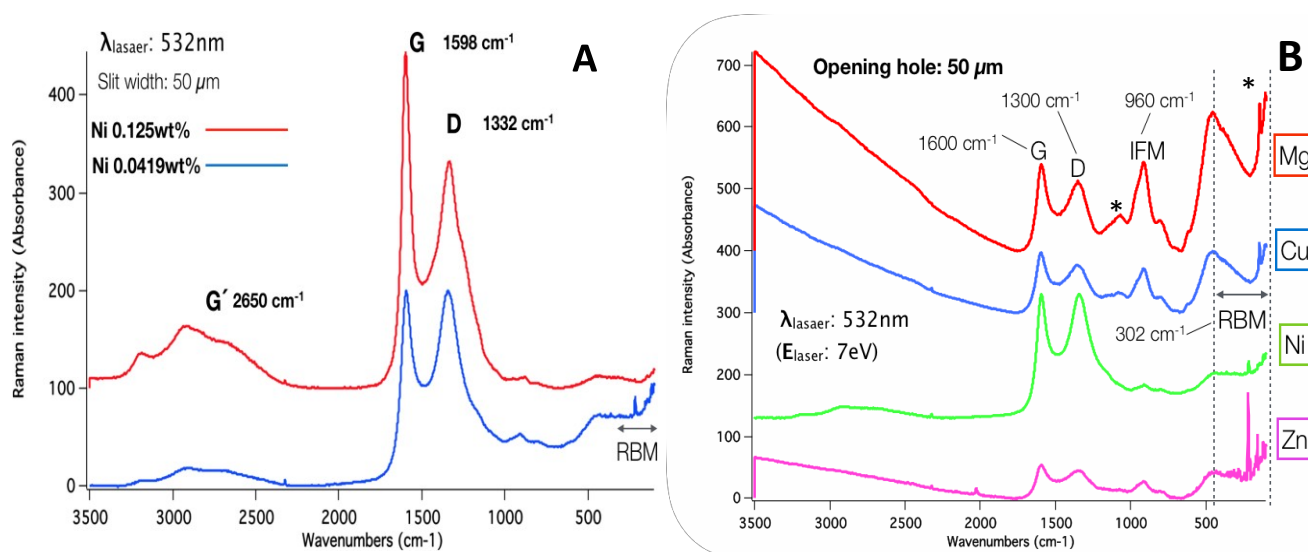 λlasaer: 532nm
Slit width: 50 µm
Ni 0.125wt%
Ni 0.0419wt%
G 1598 cm-1
A
D 1332 cm-1
G´ 2650 cm-1
RBM
400
300
200
100
0
3500
3000
2500
2000
1500
1000
500
Raman intensity (Absorbance)
Wavenumbers (cm-1)
B
Opening hole: 50 µm
1300 cm-1
960 cm-1
1600 cm-1
G
D
IFM
*
*
Mg
Cu
λlasaer: 532nm
(Elaser: 7eV)
302 cm-1
RBM
Ni
Zn
700
600
500
400
300
200
100
0
3500
3000
2500
2000
1500
1000
500
Raman intensity (Absorbance)
Wavenumbers (cm-1)